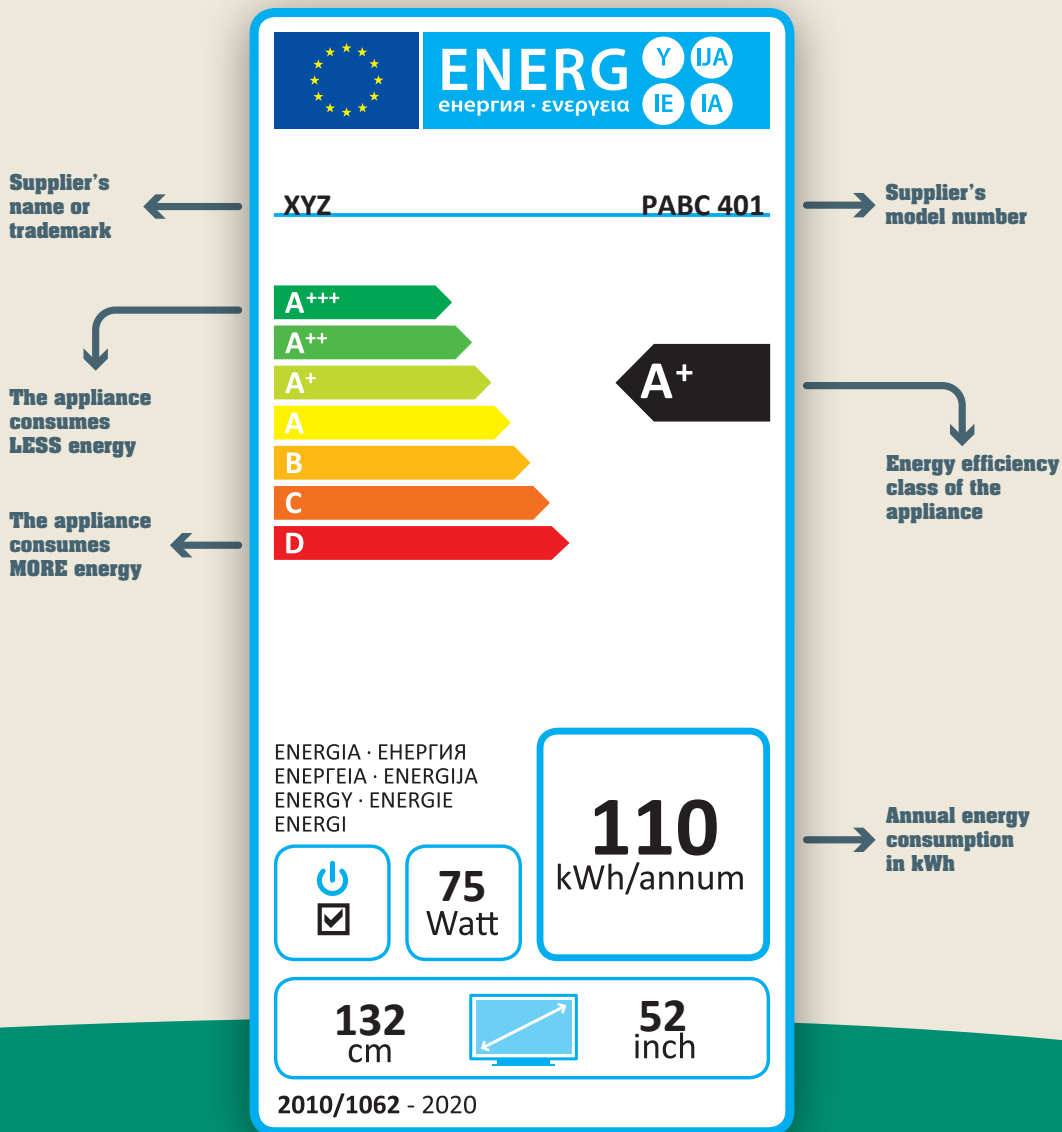 ENERG
енергия · ενεργεια
Y IJA
IE IA
XYZ
PABC 401
Supplier's
name or
trademark
Supplier's
model number
A+++
A++
A+
A
B
C
D
A+
The appliance
consumes
LESS energy
The appliance
consumes
MORE energy
Energy efficiency
class of the
appliance
ENERGIA · ЕНЕРГИЯ
ΕΝΕΡΓΕΙΑ · ENERGIJA
ENERGY · ENERGIE
ENERGI
75
Watt
110
kWh/annum
Annual energy
consumption
in kWh
132
cm
52
inch
2010/1062 - 2020